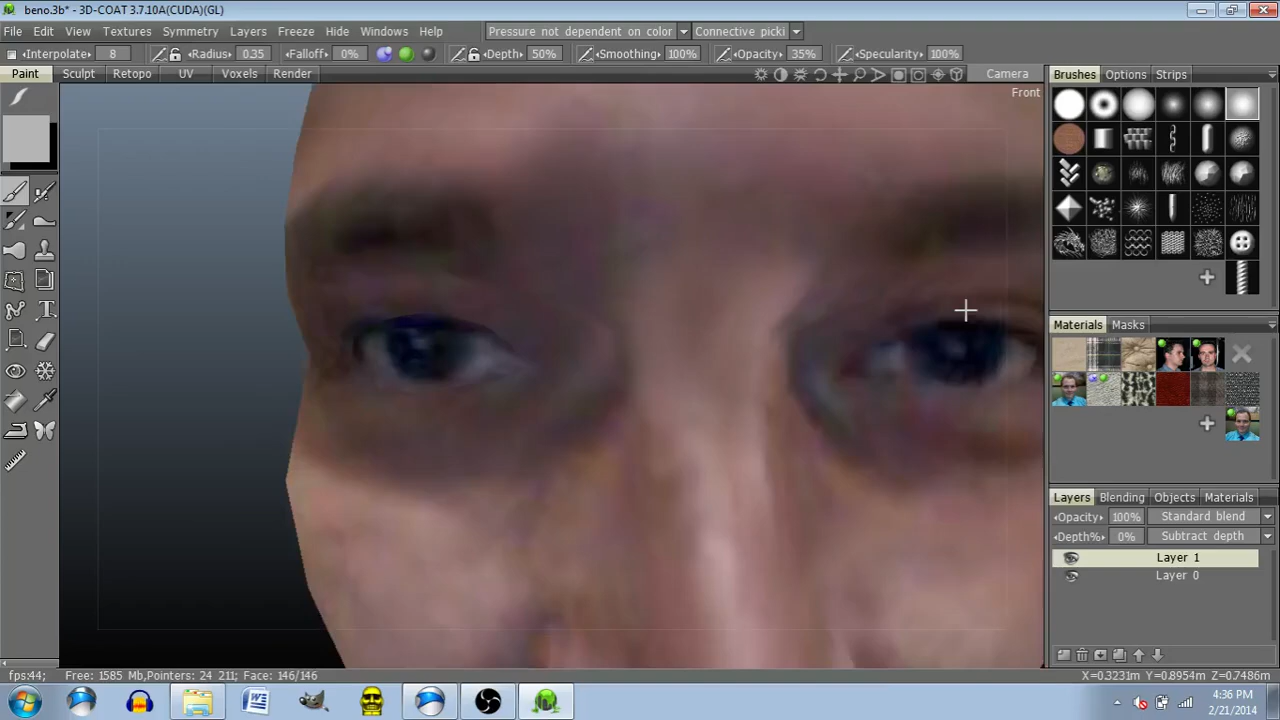 beno.3b* - 3D-COAT 3.7.10A(CUDA)(GL)
File Edit View Textures Symmetry Layers Freeze Hide Windows Help Pressure not dependent on color Connective picki
Interpolate 8 Radius: 0.35 Falloff: 0% Depth: 50% Smoothing: 100% Opacity: 35% Specularity: 100%
Paint Sculpt Retopo UV Voxels Render Camera
Front
Brushes Options Strips
Materials Masks
Layers Blending Objects Materials
Opacity 100% Standard blend
Depth% 0% Subtract depth
Layer 1
Layer 0
fps:44; Free: 1585 Mb,Pointers: 24 211; Face: 146/146 X=0.3231m Y=0.8954m Z=0.7486m
4:36 PM
2/21/2014